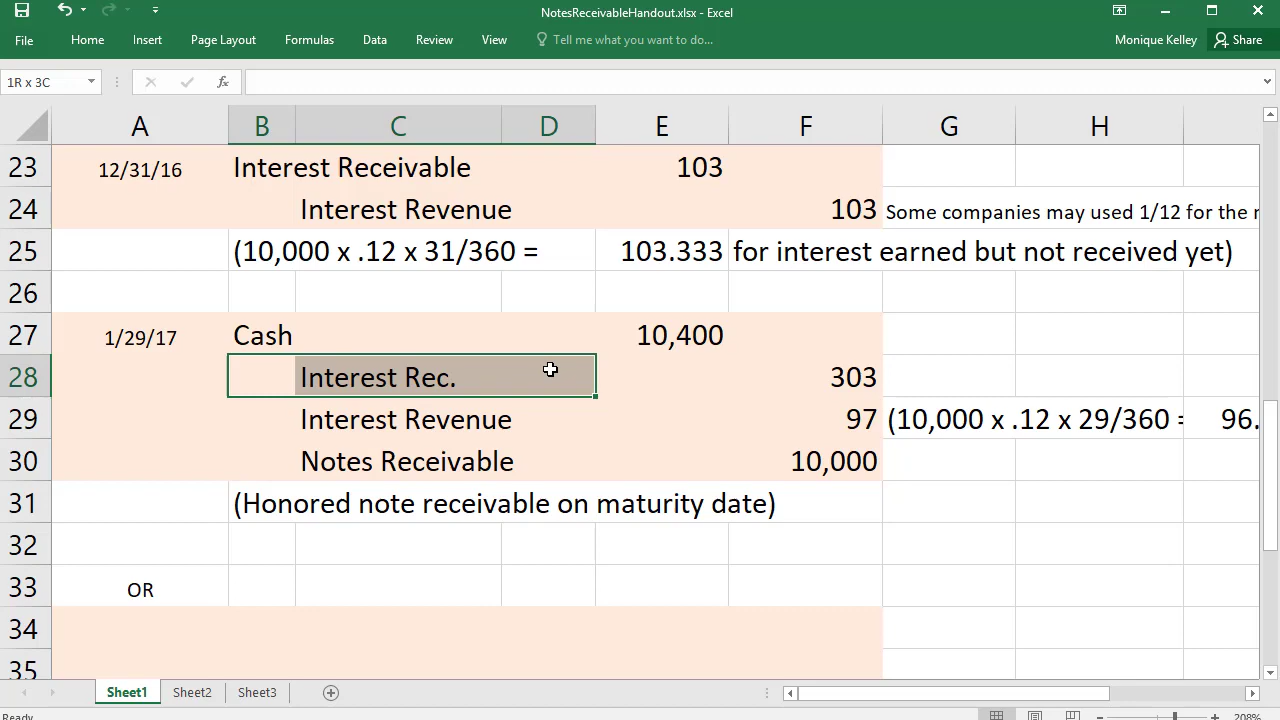 NotesReceivableHandout.xlsx - Excel
File Home Insert Page Layout Formulas Data Review View Tell me what you want to do... Monique Kelley Share
1R x 3C fx
A B C D E F G H
23 12/31/16 Interest Receivable 103
24 Interest Revenue 103 Some companies may used 1/12 for the
25 (10,000 x .12 x 31/360 = 103.333 for interest earned but not received yet)
26
27 1/29/17 Cash 10,400
28 Interest Rec. 303
29 Interest Revenue 97 (10,000 x .12 x 29/360 = 96.
30 Notes Receivable 10,000
31 (Honored note receivable on maturity date)
32
33 OR
34
35
Sheet1 Sheet2 Sheet3
Ready 208%